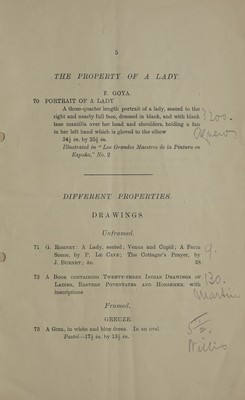 5
THE PROPERTY OF A LADY.
F. GOYA.
70 PORTRAIT OF A LADY
A three-quarter length portrait of a lady, seated to the
right and nearly full face, dressed in black, and with black
lace mantilla over her head and shoulders, holding a fan
in her left hand which is gloved to the elbow
34½ in. by 25½ in.
Illustrated in "Los Grandes Maestros de la Pintura en
España," No. 2
DIFFERENT PROPERTIES.
DRAWINGS.
Unframed.
71 G. ROMNEY: A Lady, seated; Venus and Cupid; A Farm
Scene, by P. LE CAVE; The Cottager's Prayer, by
J. BURNET; &c. 28
72 A BOOK CONTAINING TWENTY-THREE INDIAN DRAWINGS OF
LADIES, EASTERN POTENTATES AND HORSEMEN, with
inscriptions
130.
Martin
Framed.
GREUZE.
73 A GIRL, in white and blue dress. In an oval
Pastel—17½ in. by 13½ in.
Willis